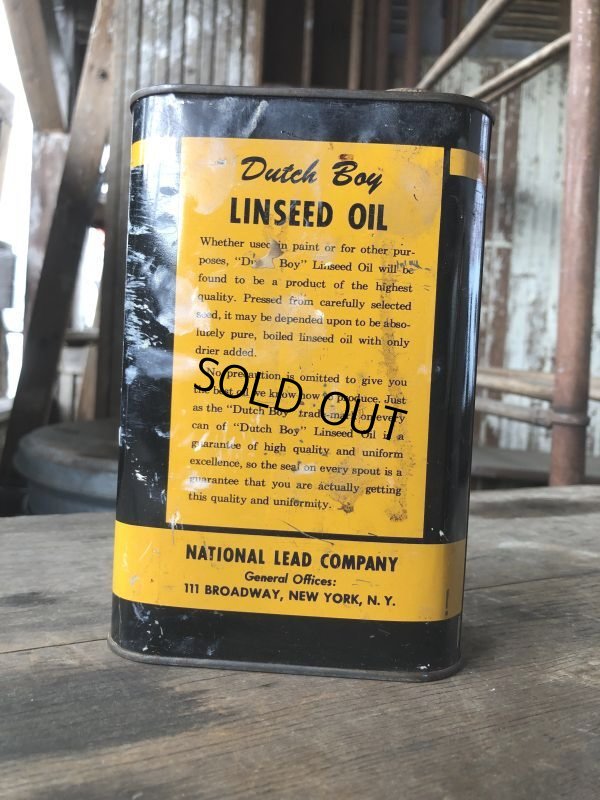 Dutch Boy
LINSEED OIL
Whether used in paint or for other pur-
poses, "Dutch Boy" Linseed Oil will be
found to be a product of the highest
quality. Pressed from carefully selected
seed, it may be depended upon to be abso-
lutely pure, boiled linseed oil with only
drier added.
No precaution is omitted to give you
the best oil we know how to produce. Just
as the "Dutch Boy" trade-mark on every
can of "Dutch Boy" Linseed Oil is a
guarantee of high quality and uniform
excellence, so the seal on every spout is a
guarantee that you are actually getting
this quality and uniformity.
SOLD OUT
NATIONAL LEAD COMPANY
General Offices:
111 BROADWAY, NEW YORK, N. Y.